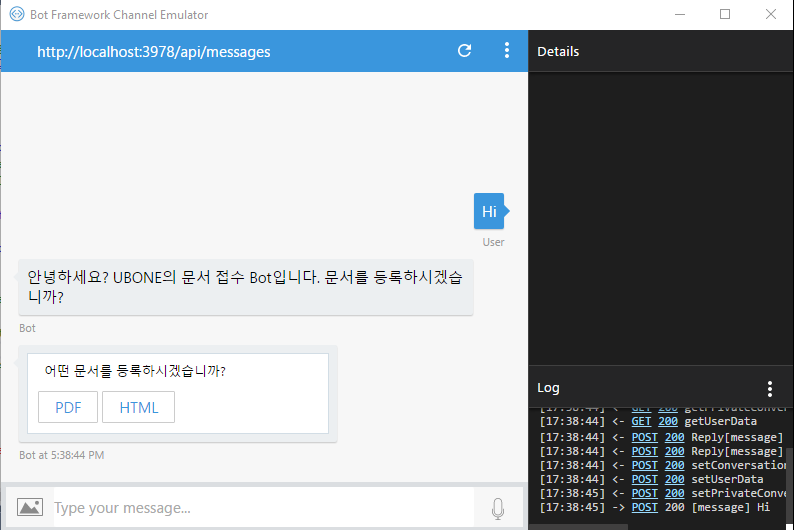 Bot Framework Channel Emulator
http://localhost:3978/api/messages
Details
Hi
User
안녕하세요? UBONE의 문서 접수 Bot입니다. 문서를 등록하시겠습
니까?
Bot
어떤 문서를 등록하시겠습니까?
PDF HTML
Bot at 5:38:44 PM
Type your message...
Log
[17:38:44] <- GET 200 getPrivateConver
[17:38:44] <- GET 200 getUserData
[17:38:44] <- POST 200 Reply[message]
[17:38:44] <- POST 200 Reply[message]
[17:38:44] <- POST 200 setConversation
[17:38:44] <- POST 200 setUserData
[17:38:45] <- POST 200 setPrivateConve
[17:38:45] -> POST 200 [message] Hi